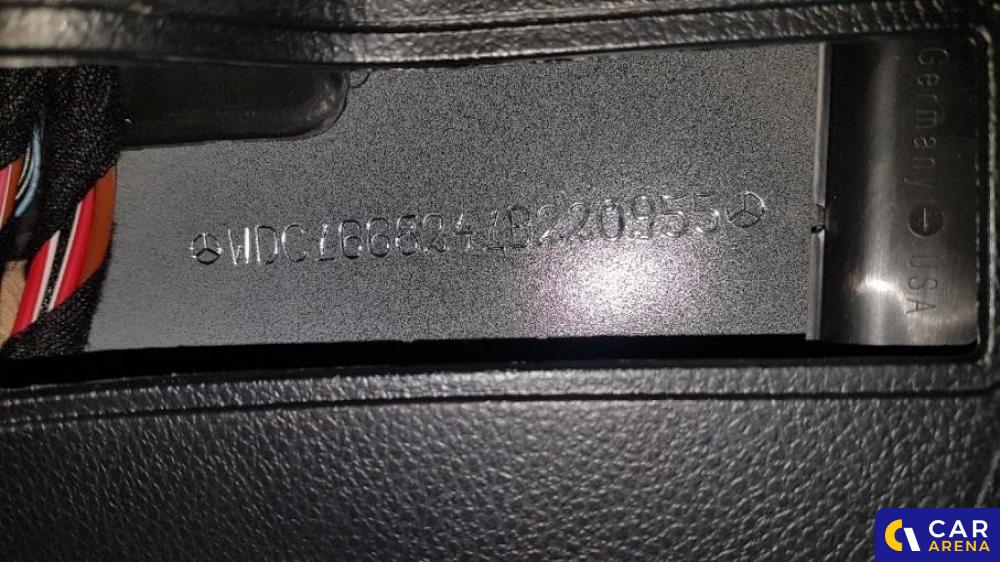 WDC1668241B220955
Germany USA
CAR
ARENA